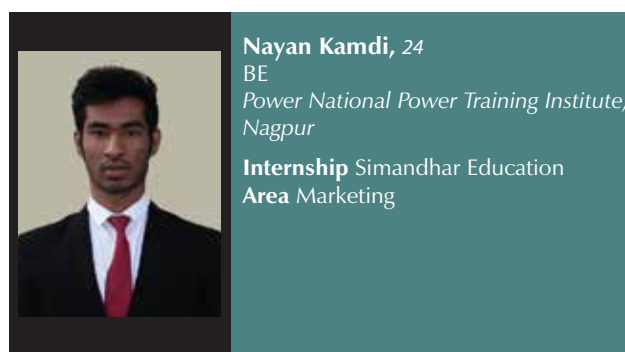 Nayan Kamdi, 24
BE
Power National Power Training Institute,
Nagpur
Internship Simandhar Education
Area Marketing